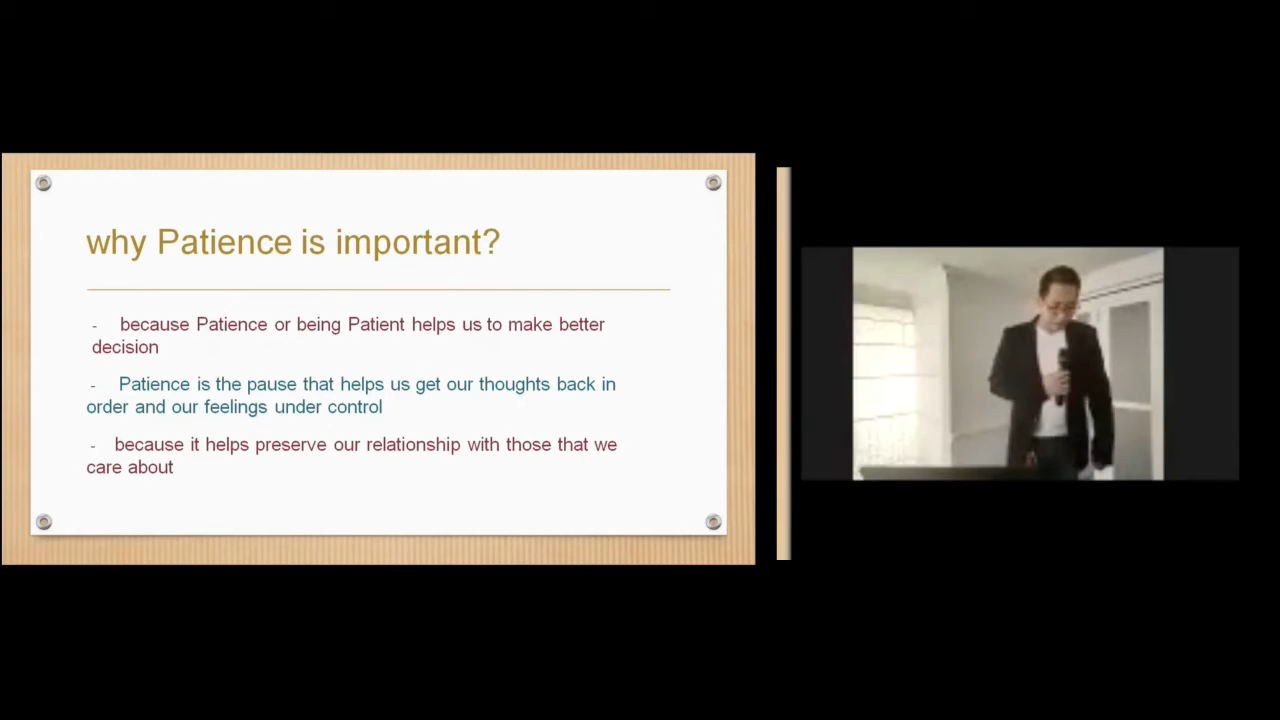 why Patience is important?
- because Patience or being Patient helps us to make better
decision
- Patience is the pause that helps us get our thoughts back in
order and our feelings under control
- because it helps preserve our relationship with those that we
care about